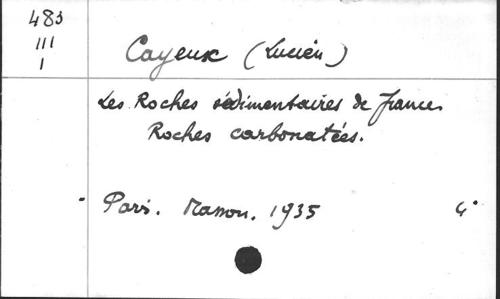 483
III
1
Cayeux (Lucien)
Les Roches sédimentaires de France
Roches carbonatées.
- Paris. Masson. 1935 4°